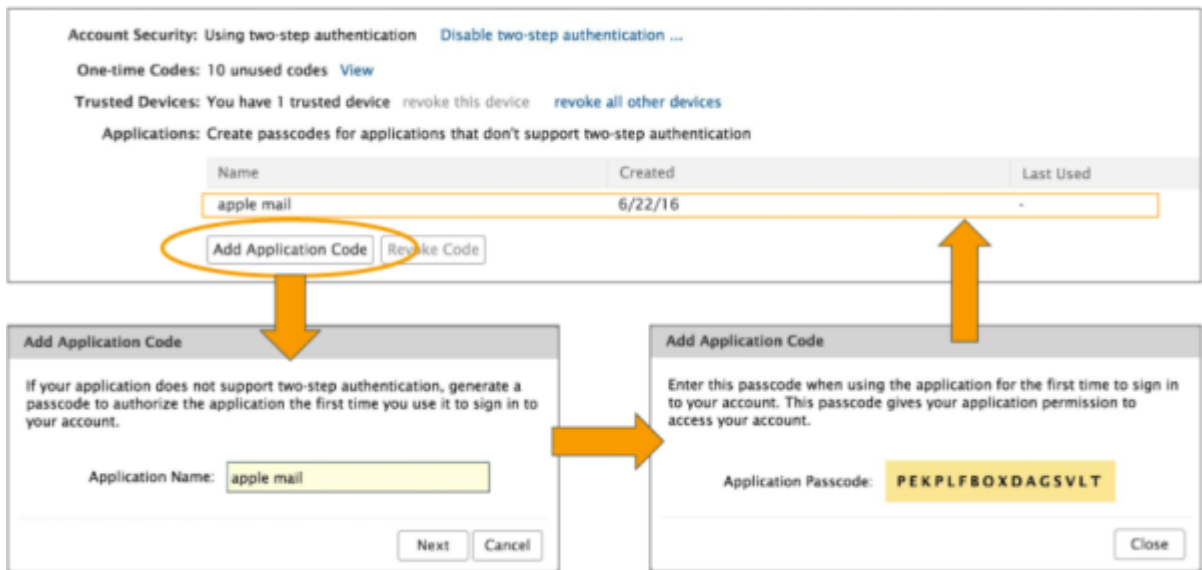 Account Security: Using two-step authentication Disable two-step authentication ...
One-time Codes: 10 unused codes View
Trusted Devices: You have 1 trusted device revoke this device revoke all other devices
Applications: Create passcodes for applications that don't support two-step authentication
Name Created Last Used
apple mail 6/22/16 -
Add Application Code Revoke Code
Add Application Code
If your application does not support two-step authentication, generate a
passcode to authorize the application the first time you use it to sign in to
your account.
Application Name: apple mail
Next Cancel
Add Application Code
Enter this passcode when using the application for the first time to sign in
to your account. This passcode gives your application permission to
access your account.
Application Passcode: PEKPLFBOXDAGSVLT
Close